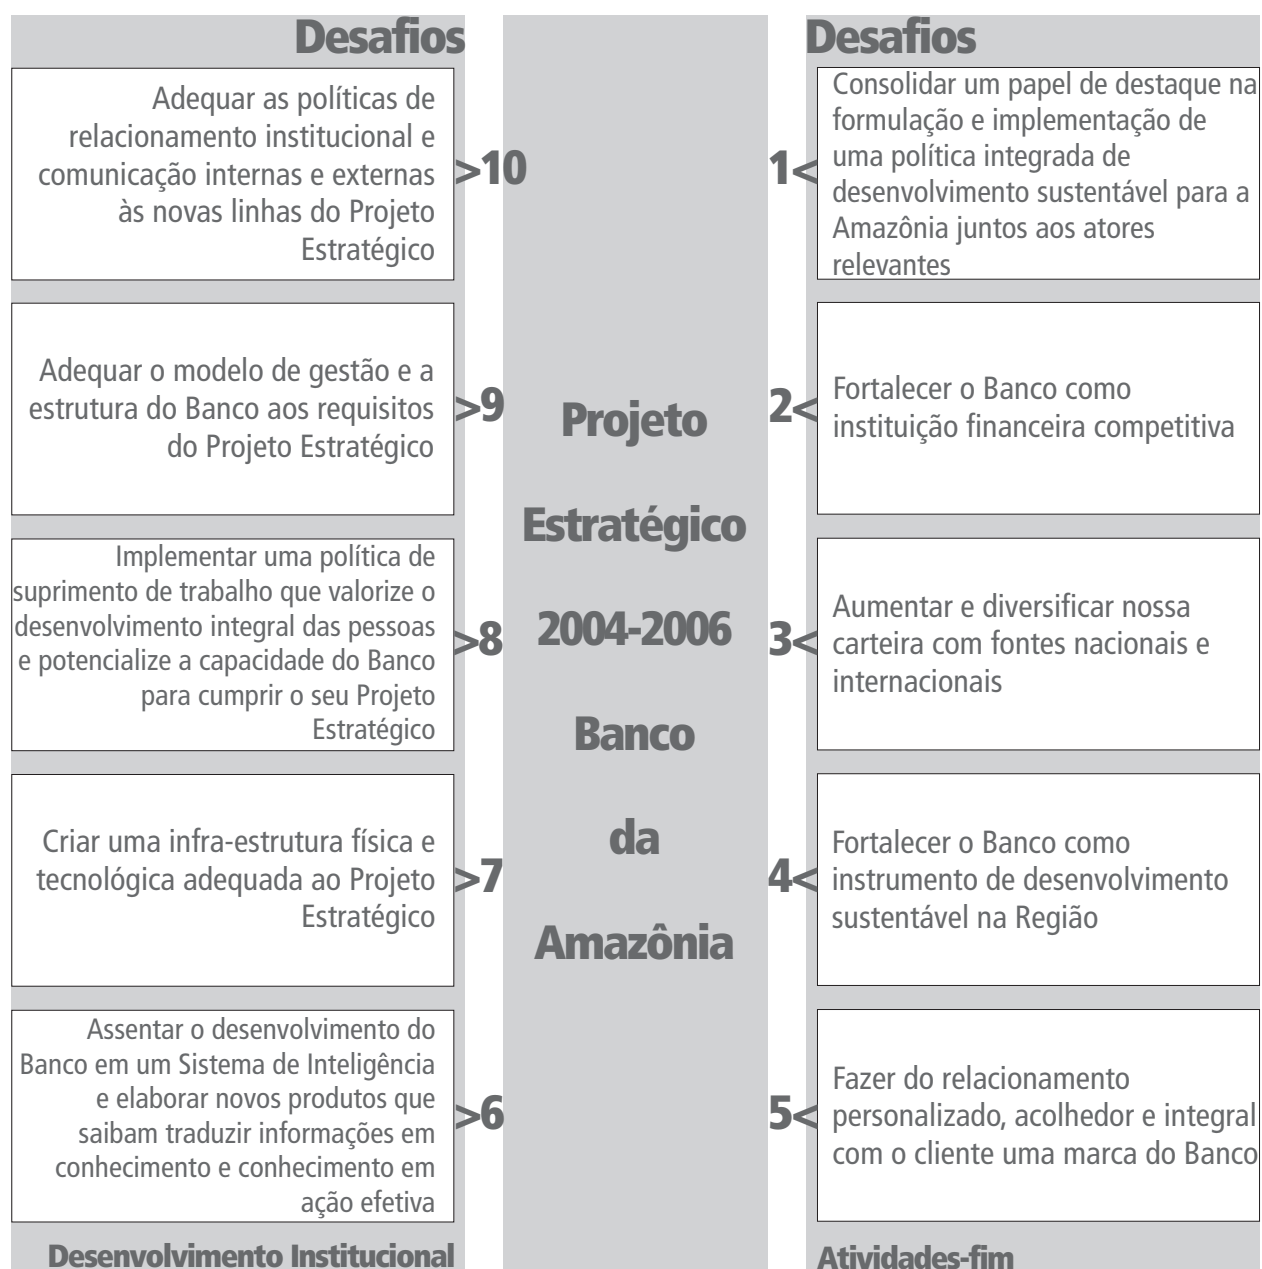 Desafios
Adequar as políticas de
relacionamento institucional e
comunicação internas e externas
às novas linhas do Projeto
Estratégico
>10
Adequar o modelo de gestão e a
estrutura do Banco aos requisitos
do Projeto Estratégico
>9
Implementar uma política de
suprimento de trabalho que valorize o
desenvolvimento integral das pessoas
e potencialize a capacidade do Banco
para cumprir o seu Projeto
Estratégico
>8
Criar uma infra-estrutura física e
tecnológica adequada ao Projeto
Estratégico
>7
Assentar o desenvolvimento do
Banco em um Sistema de Inteligência
e elaborar novos produtos que
saibam traduzir informações em
conhecimento e conhecimento em
ação efetiva
>6
Desenvolvimento Institucional
Projeto
Estratégico
2004-2006
Banco
da
Amazônia
Desafios
1<
Consolidar um papel de destaque na
formulação e implementação de
uma política integrada de
desenvolvimento sustentável para a
Amazônia juntos aos atores
relevantes
2<
Fortalecer o Banco como
instituição financeira competitiva
3<
Aumentar e diversificar nossa
carteira com fontes nacionais e
internacionais
4<
Fortalecer o Banco como
instrumento de desenvolvimento
sustentável na Região
5<
Fazer do relacionamento
personalizado, acolhedor e integral
com o cliente uma marca do Banco
Atividades-fim